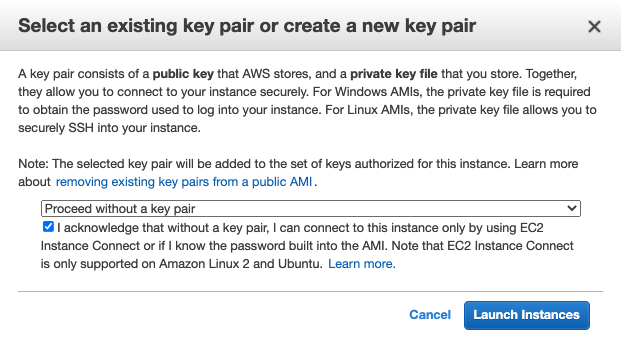 Select an existing key pair or create a new key pair
A key pair consists of a public key that AWS stores, and a private key file that you store. Together,
they allow you to connect to your instance securely. For Windows AMIs, the private key file is required
to obtain the password used to log into your instance. For Linux AMIs, the private key file allows you to
securely SSH into your instance.
Note: The selected key pair will be added to the set of keys authorized for this instance. Learn more
about removing existing key pairs from a public AMI.
Proceed without a key pair
I acknowledge that without a key pair, I can connect to this instance only by using EC2
Instance Connect or if I know the password built into the AMI. Note that EC2 Instance Connect
is only supported on Amazon Linux 2 and Ubuntu. Learn more.
Cancel Launch Instances